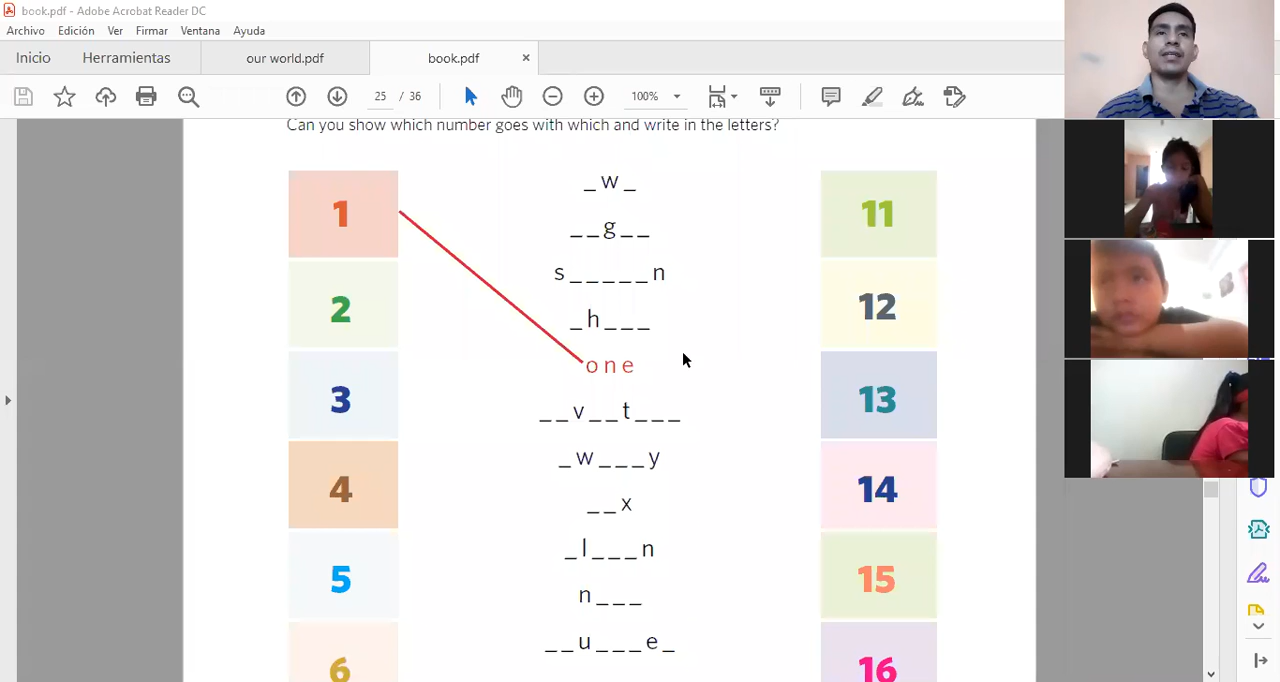 book.pdf - Adobe Acrobat Reader DC
Archivo Edición Ver Firmar Ventana Ayuda
Inicio Herramientas our world.pdf book.pdf ×
25 / 36 100%
Can you show which number goes with which and write in the letters?
_ w _
1 11
_ _ g _ _
s _ _ _ _ _ n
2 12
_ h _ _ _
o n e
3 13
_ _ v _ _ t _ _ _
_ w _ _ _ y
4 14
_ _ x
_ l _ _ _ n
5 15
n _ _ _
_ _ u _ _ _ e _
6 16